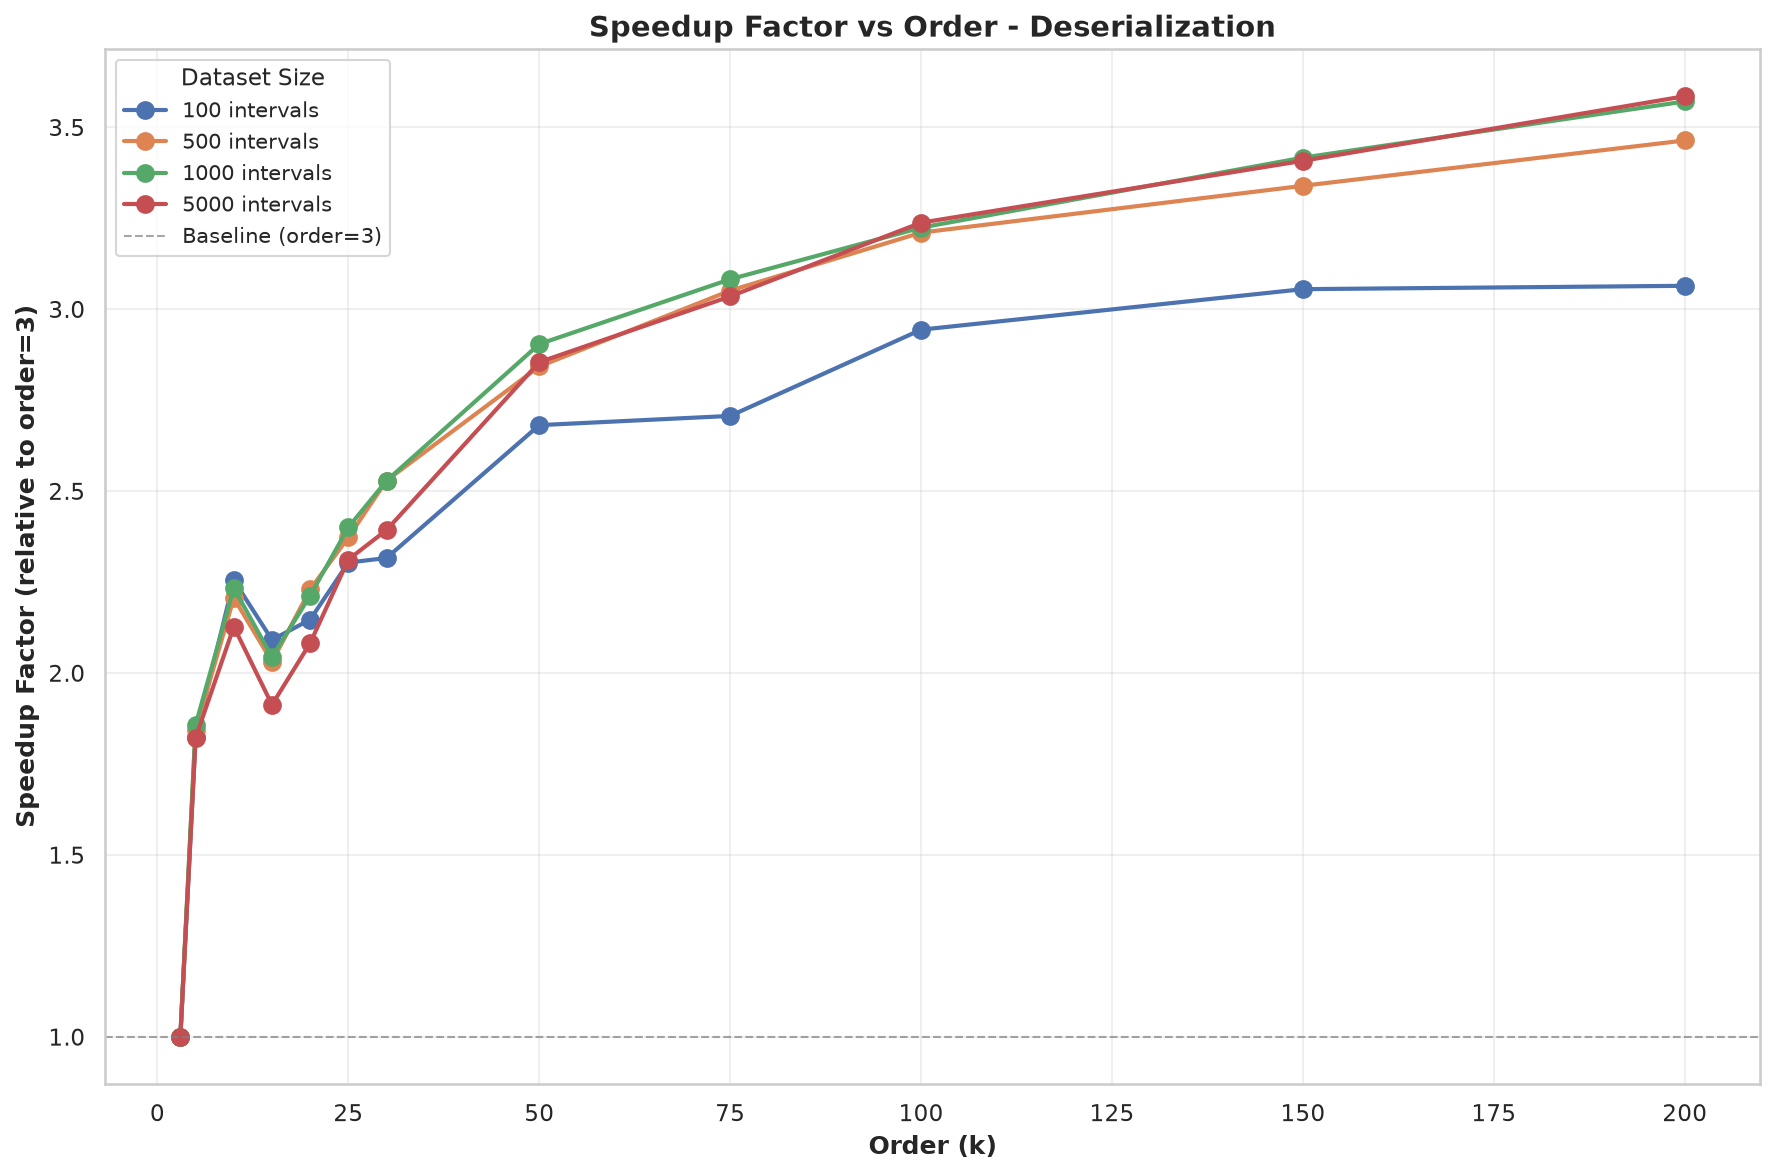 Speedup Factor vs Order - Deserialization
Dataset Size
100 intervals
500 intervals
1000 intervals
5000 intervals
Baseline (order=3)
Speedup Factor (relative to order=3)
3.5
3.0
2.5
2.0
1.5
1.0
0 25 50 75 100 125 150 175 200
Order (k)